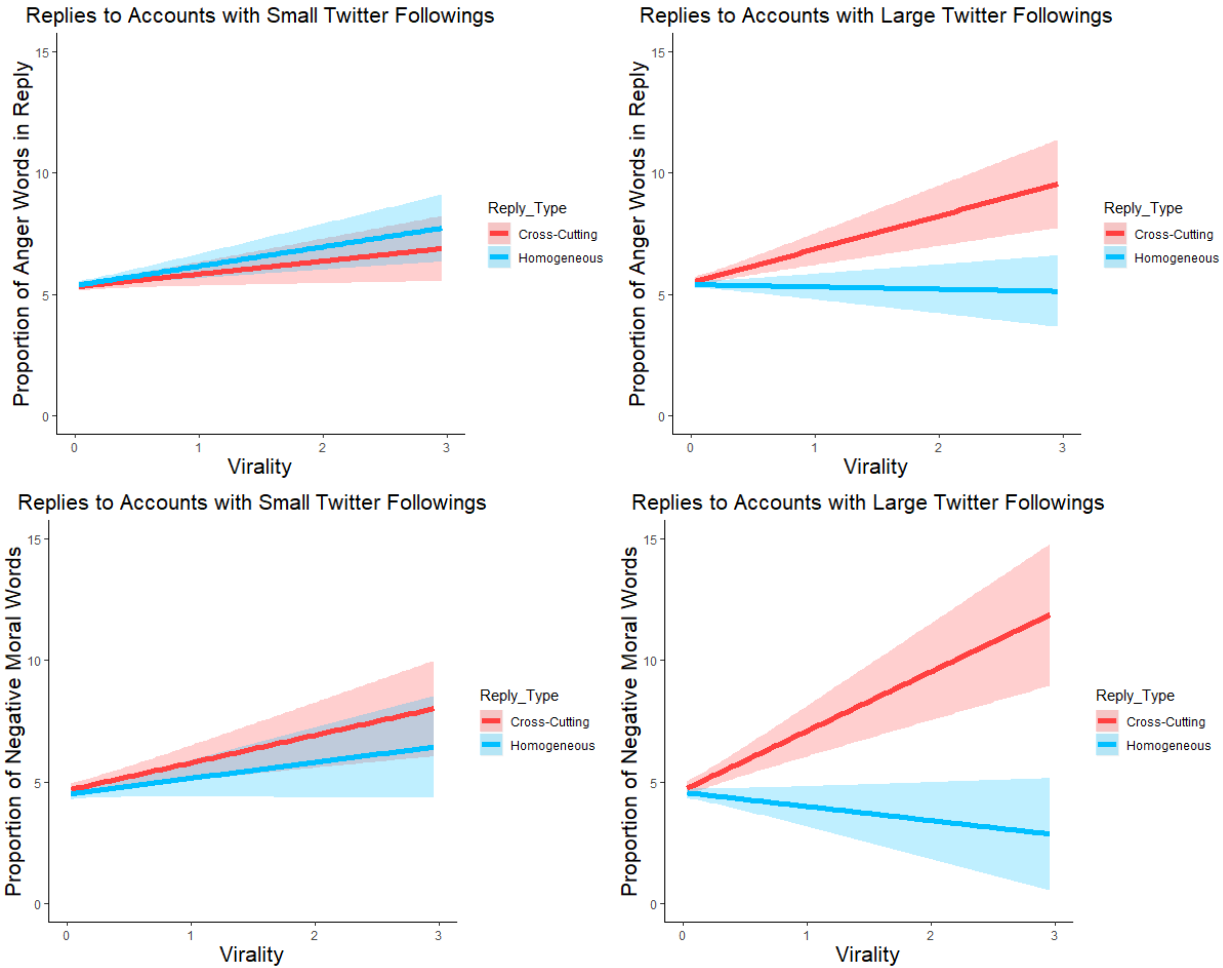 Replies to Accounts with Small Twitter Followings
Proportion of Anger Words in Reply
15
10
5
0
0 1 2 3
Virality
Reply_Type
Cross-Cutting
Homogeneous
Replies to Accounts with Large Twitter Followings
Proportion of Anger Words in Reply
15
10
5
0
0 1 2 3
Virality
Reply_Type
Cross-Cutting
Homogeneous
Replies to Accounts with Small Twitter Followings
Proportion of Negative Moral Words
15
10
5
0
0 1 2 3
Virality
Reply_Type
Cross-Cutting
Homogeneous
Replies to Accounts with Large Twitter Followings
Proportion of Negative Moral Words
15
10
5
0
0 1 2 3
Virality
Reply_Type
Cross-Cutting
Homogeneous